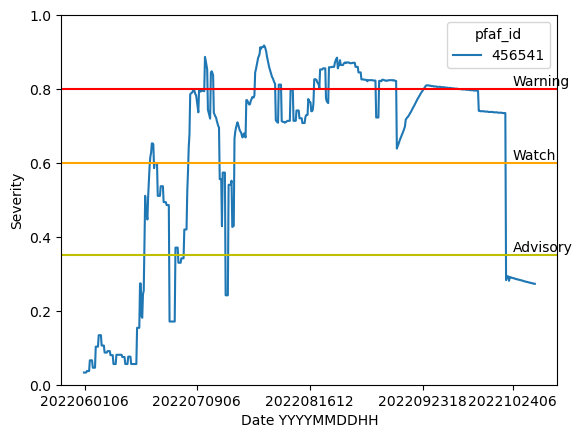 1.0
0.8
0.6
0.4
0.2
0.0
Severity
pfaf_id
456541
Warning
Watch
Advisory
2022060106
2022070906
2022081612
2022092318
2022102406
Date YYYYMMDDHH